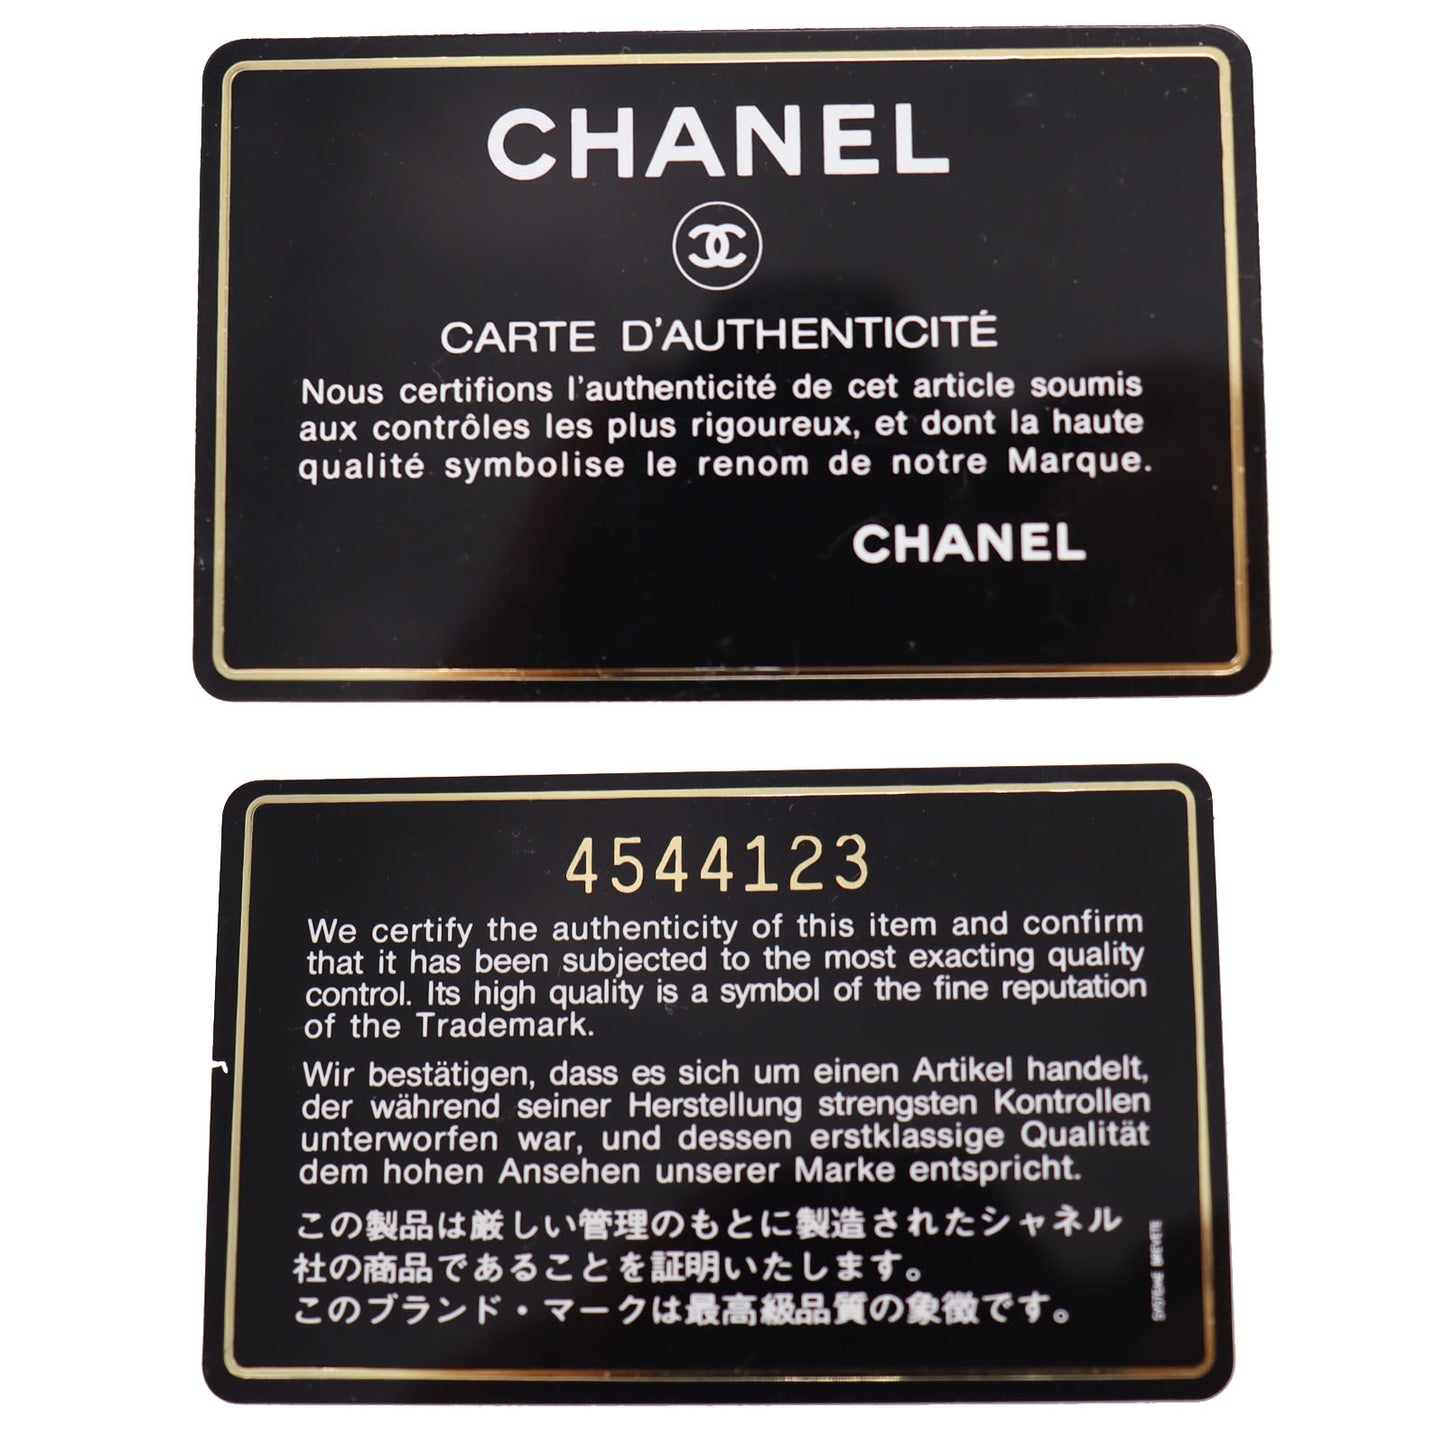 CHANEL
CARTE D'AUTHENTICITÉ
Nous certifions l'authenticité de cet article soumis
aux contrôles les plus rigoureux, et dont la haute
qualité symbolise le renom de notre Marque.
CHANEL
4544123
We certify the authenticity of this item and confirm
that it has been subjected to the most exacting quality
control. Its high quality is a symbol of the fine reputation
of the Trademark.
Wir bestätigen, dass es sich um einen Artikel handelt,
der während seiner Herstellung strengsten Kontrollen
unterworfen war, und dessen erstklassige Qualität
dem hohen Ansehen unserer Marke entspricht.
この製品は厳しい管理のもとに製造されたシャネル
社の商品であることを証明いたします。
このブランド・マークは最高級品質の象徴です。
SYSTEME BREVETE